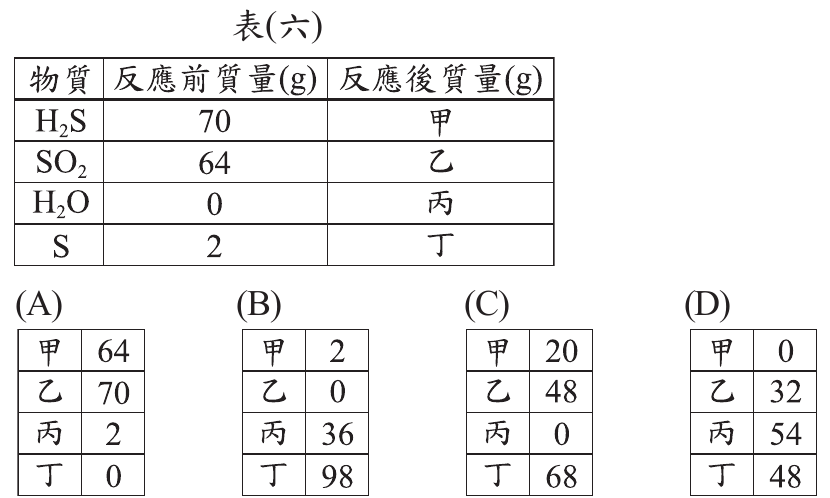 表(六)
物質 反應前質量(g) 反應後質量(g)
H₂S 70 甲
SO₂ 64 乙
H₂O 0 丙
S 2 丁
(A) (B) (C) (D)
甲 64 甲 2 甲 20 甲 0
乙 70 乙 0 乙 48 乙 32
丙 2 丙 36 丙 0 丙 54
丁 0 丁 98 丁 68 丁 48